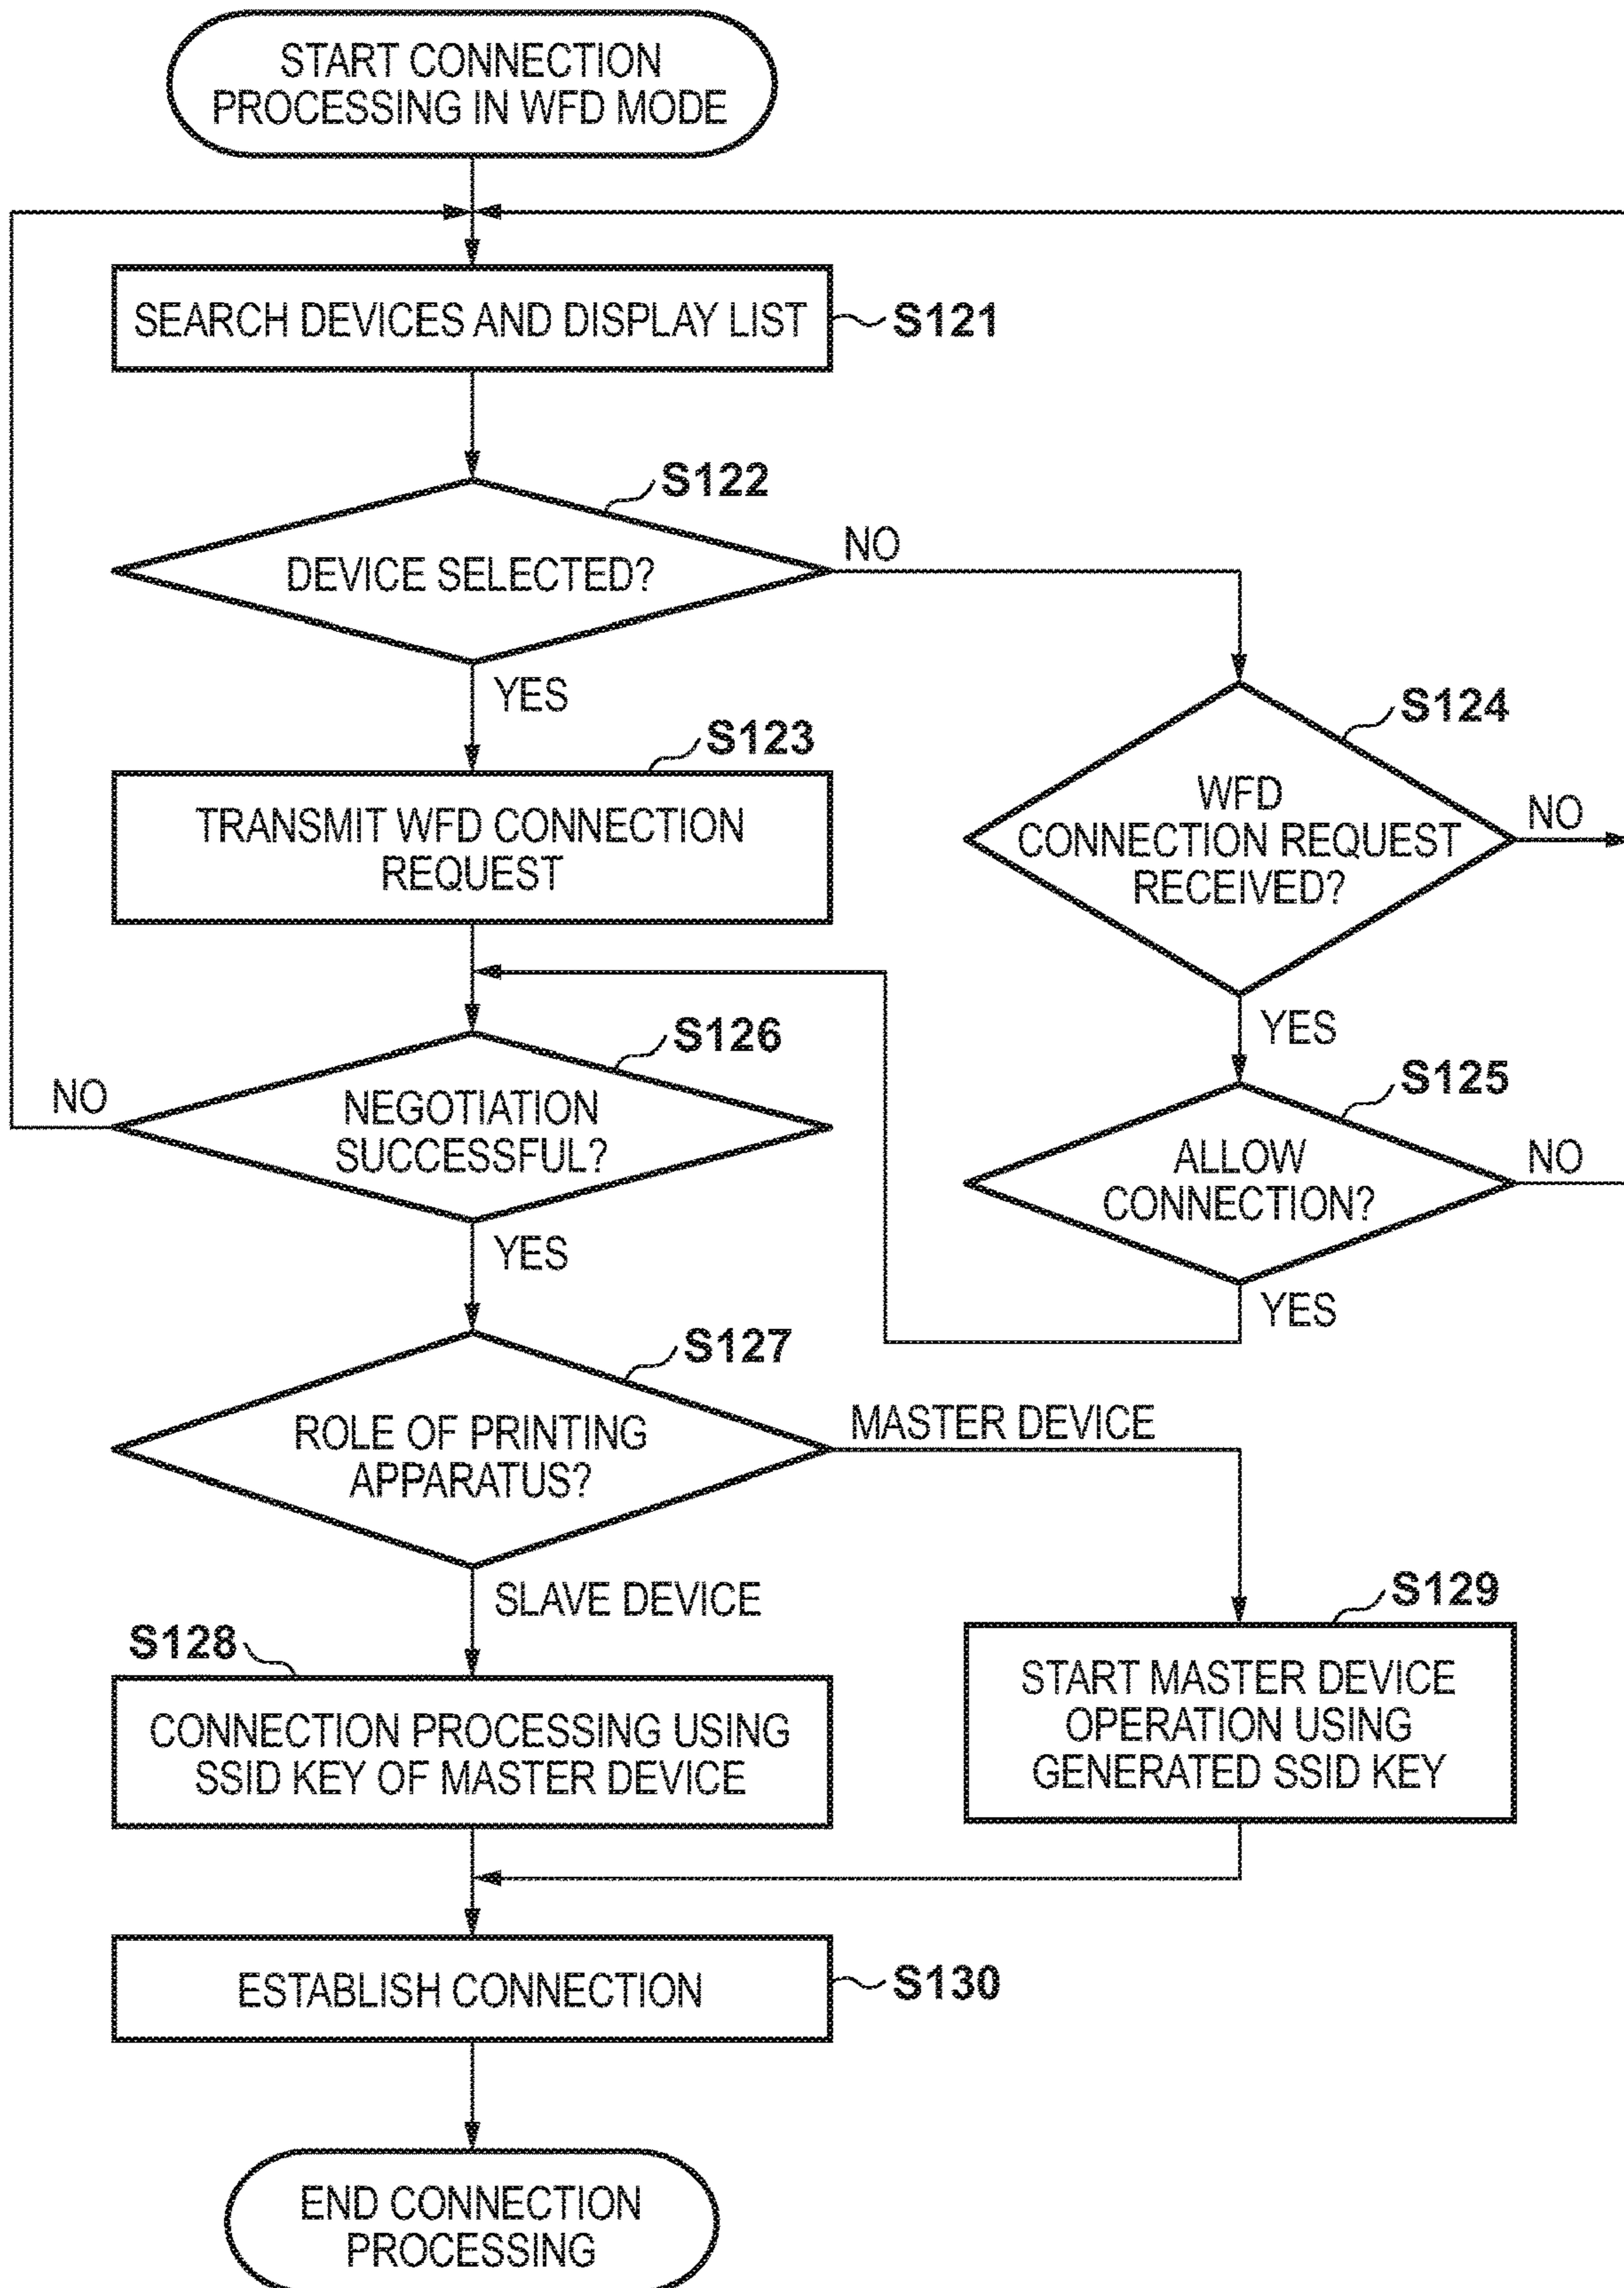 START CONNECTION
PROCESSING IN WFD MODE
SEARCH DEVICES AND DISPLAY LIST
S121
S122
DEVICE SELECTED?
NO
YES
S123
TRANSMIT WFD CONNECTION
REQUEST
S124
WFD
CONNECTION REQUEST
RECEIVED?
NO
YES
S125
ALLOW
CONNECTION?
NO
YES
S126
NEGOTIATION
SUCCESSFUL?
NO
YES
S127
ROLE OF PRINTING
APPARATUS?
MASTER DEVICE
SLAVE DEVICE
S128
CONNECTION PROCESSING USING
SSID KEY OF MASTER DEVICE
S129
START MASTER DEVICE
OPERATION USING
GENERATED SSID KEY
ESTABLISH CONNECTION
S130
END CONNECTION
PROCESSING